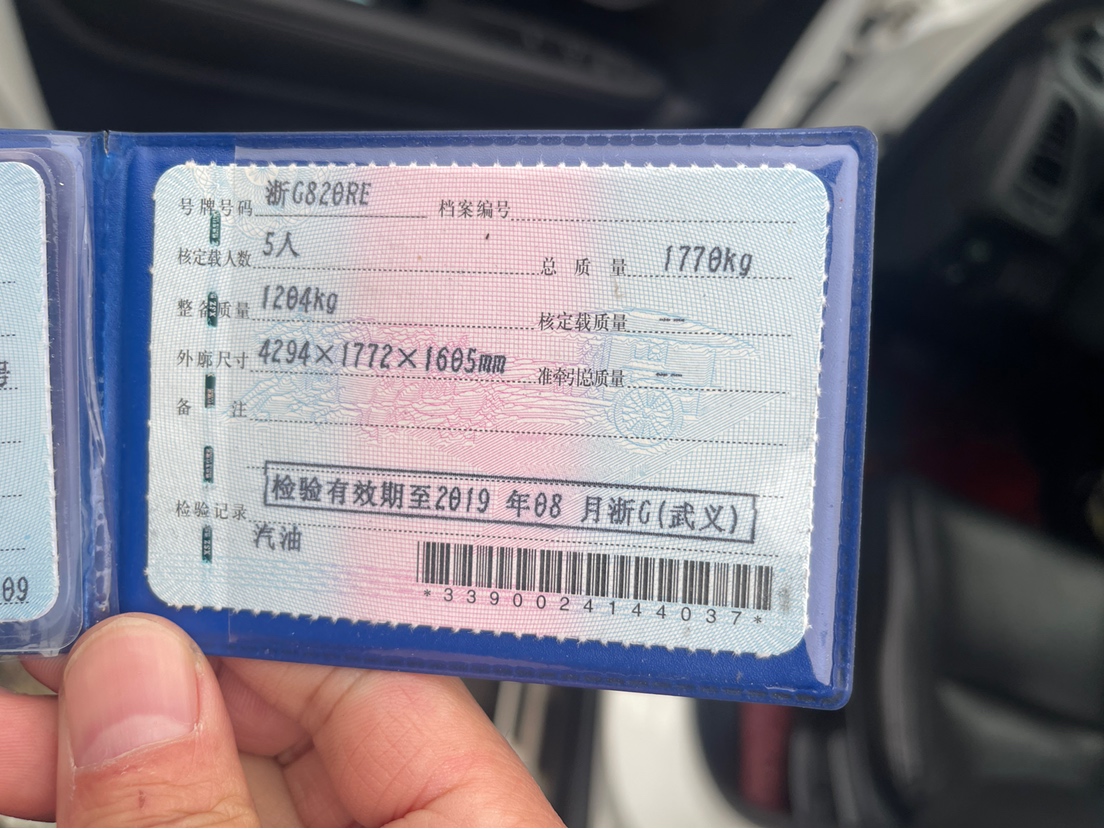 号牌号码 浙G820RE 档案编号
核定载人数 5人 总质量 1770kg
整备质量 1204kg 核定载质量 --
外廓尺寸 4294×1772×1605mm 准牵引总质量 --
备注
检验有效期至2019 年08 月浙G(武义)
检验记录
汽油
*3390024144037*
号
09